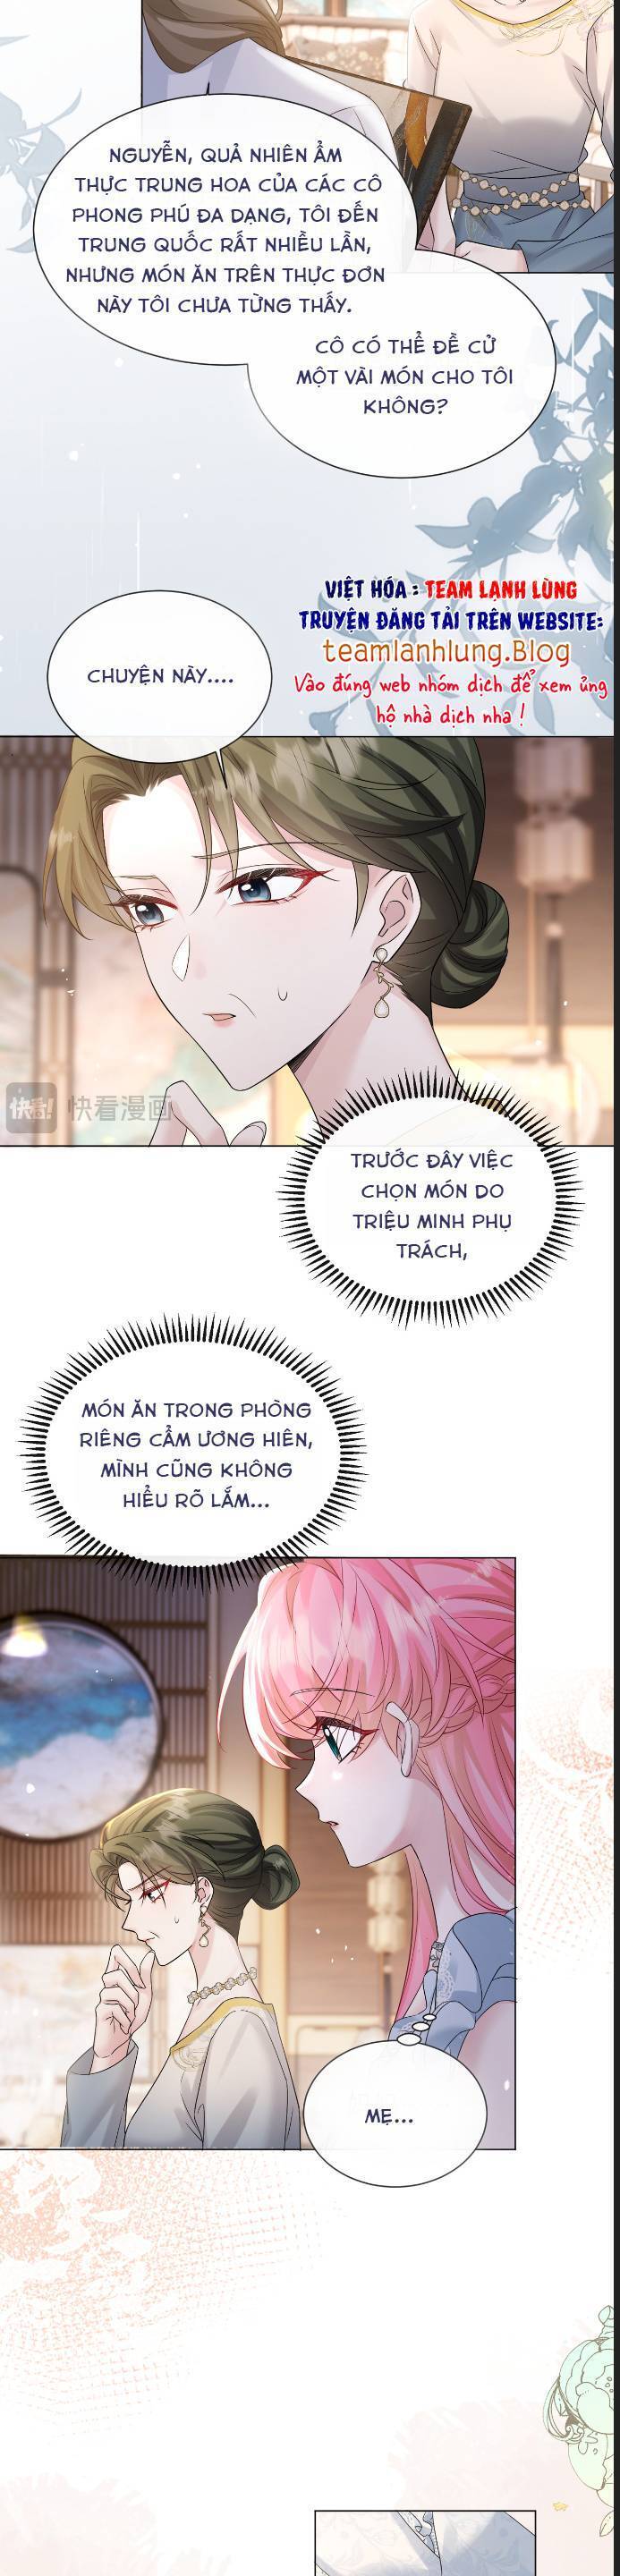 NGUYỄN, QUẢ NHIÊN ẨM
THỰC TRUNG HOA CỦA CÁC CÔ
PHONG PHÚ ĐA DẠNG, TÔI ĐẾN
TRUNG QUỐC RẤT NHIỀU LẦN,
NHƯNG MÓN ĂN TRÊN THỰC ĐƠN
NÀY TÔI CHƯA TỪNG THẤY.
CÔ CÓ THỂ ĐỀ CỬ
MỘT VÀI MÓN CHO TÔI
KHÔNG?
VIỆT HÓA : TEAM LẠNH LÙNG
TRUYỆN ĐĂNG TẢI TRÊN WEBSITE:
teamlanhlung.Blog
Vào đúng web nhóm dịch để xem ủng
hộ nhà dịch nha !
CHUYỆN NÀY....
快看! 快看漫画
TRƯỚC ĐÂY VIỆC
CHỌN MÓN DO
TRIỆU MINH PHỤ
TRÁCH,
MÓN ĂN TRONG PHÒNG
RIÊNG CẨM ƯƠNG HIÊN,
MÌNH CŨNG KHÔNG
HIỂU RÕ LẮM...
MẸ...